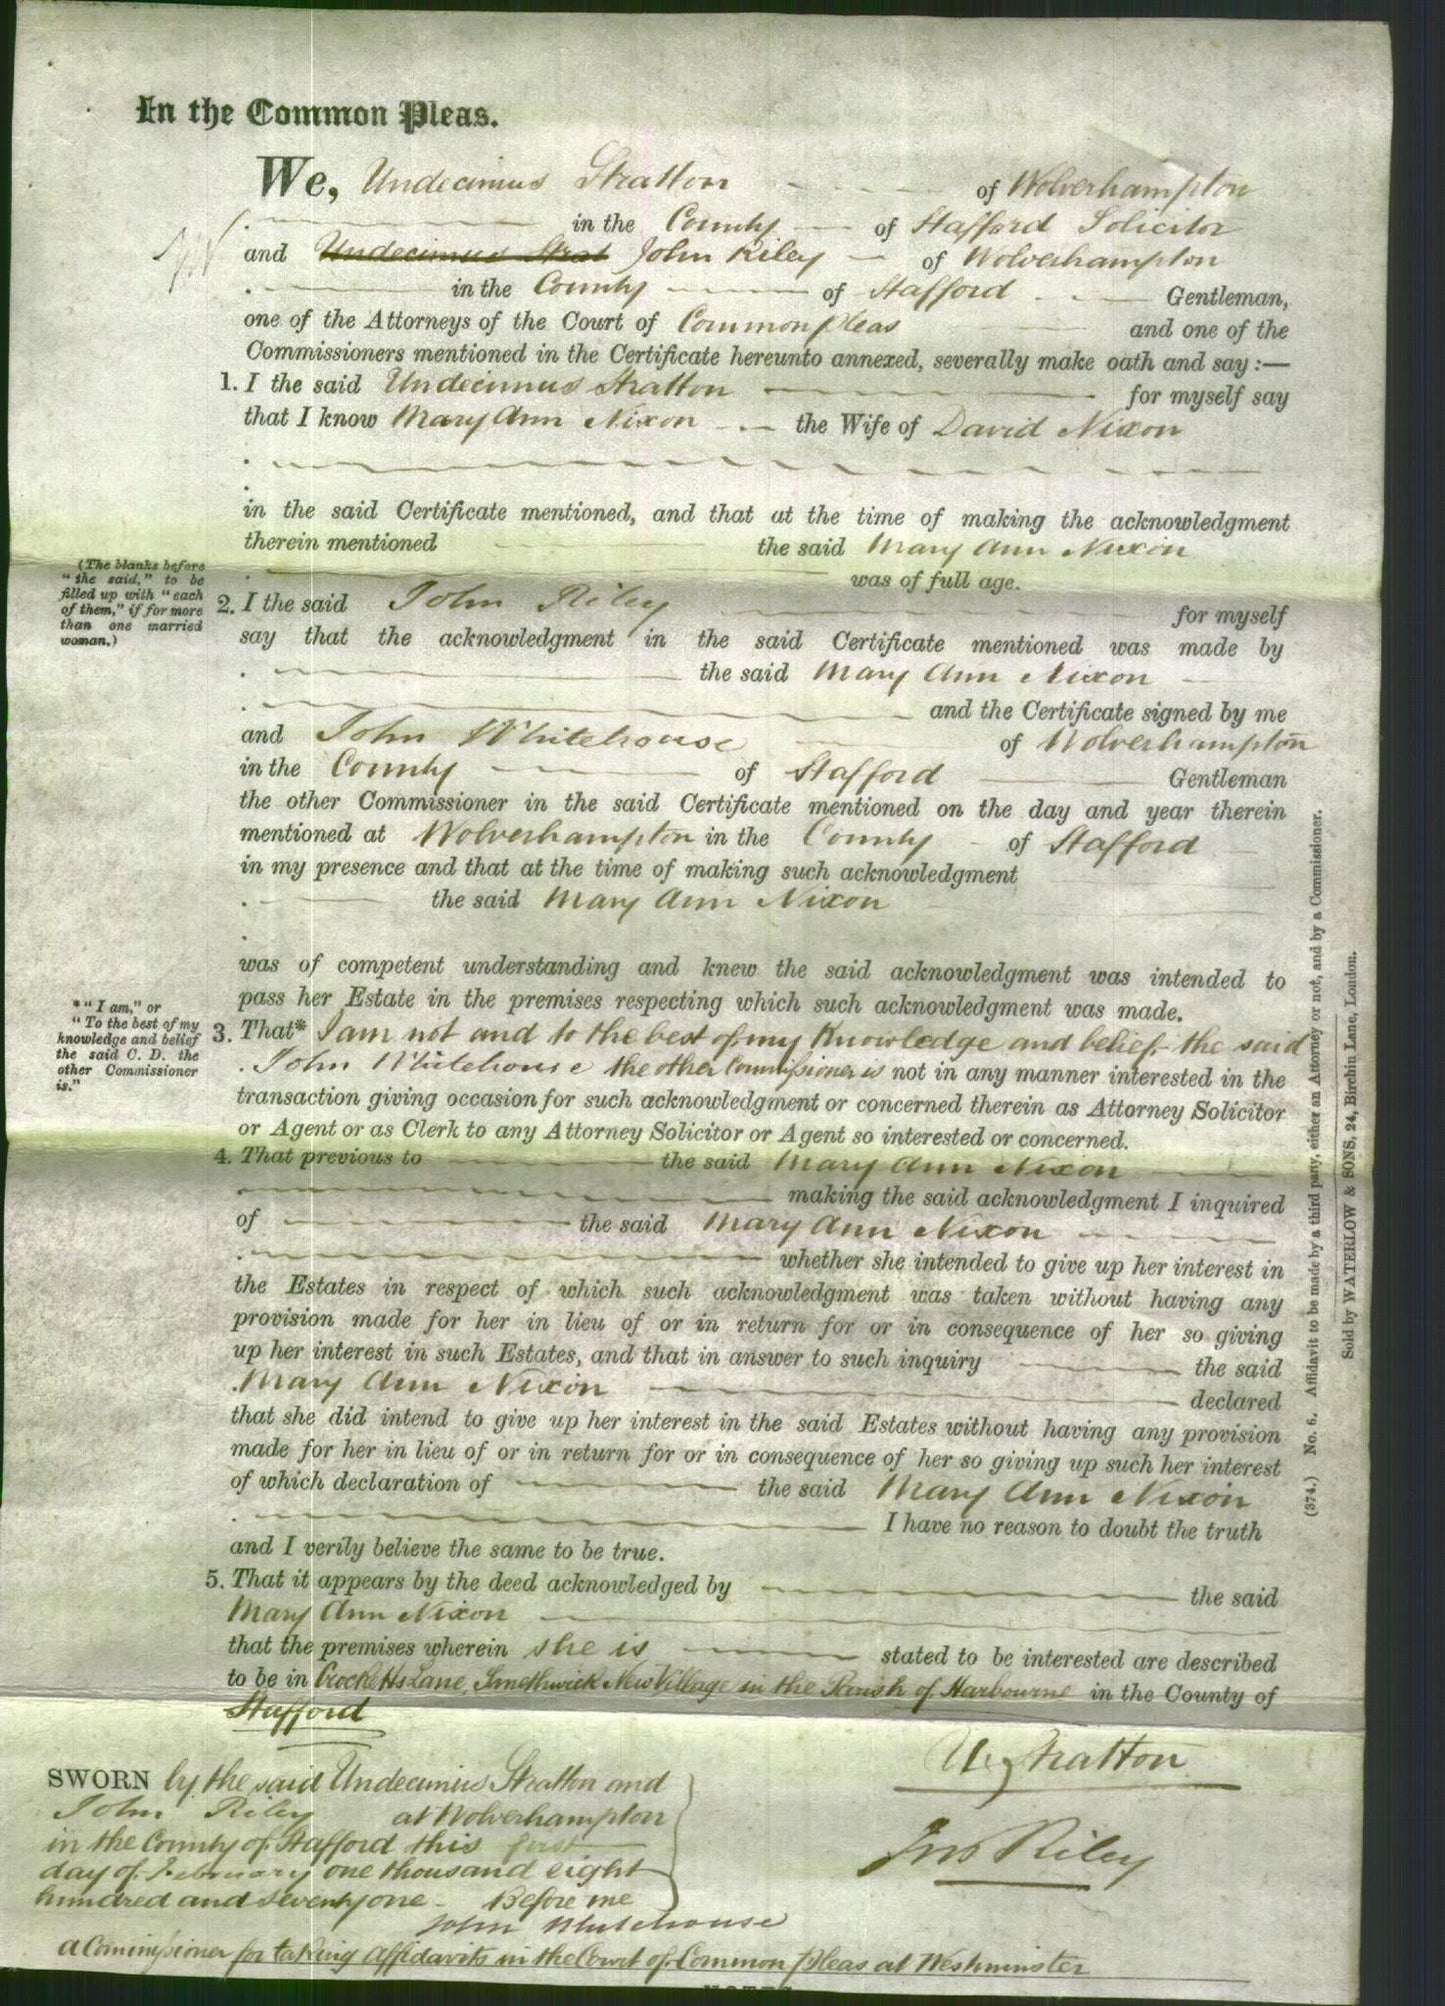 In the Common Pleas.
We, Undecimus Stratton of Wolverhampton
in the County of Stafford Solicitor
and Undecimus Strat John Riley of Wolverhampton
in the County of Stafford Gentleman,
one of the Attorneys of the Court of Common Pleas and one of the
Commissioners mentioned in the Certificate hereunto annexed, severally make oath and say :—
1. I the said Undecimus Stratton for myself say
that I know Mary Ann Nixon the Wife of David Nixon
in the said Certificate mentioned, and that at the time of making the acknowledgment
therein mentioned the said Mary Ann Nixon
was of full age.
(The blanks before
"the said," to be
filled up with "each
of them," if for more
than one married
woman.)
2. I the said John Riley for myself
say that the acknowledgment in the said Certificate mentioned was made by
the said Mary Ann Nixon
and the Certificate signed by me
and John Whitehouse of Wolverhampton
in the County of Stafford Gentleman
the other Commissioner in the said Certificate mentioned on the day and year therein
mentioned at Wolverhampton in the County of Stafford
in my presence and that at the time of making such acknowledgment
the said Mary Ann Nixon
was of competent understanding and knew the said acknowledgment was intended to
pass her Estate in the premises respecting which such acknowledgment was made.
* "I am," or
"To the best of my
knowledge and belief
the said C. D. the
other Commissioner
is."
3. That* I am not and to the best of my Knowledge and belief the said
John Whitehouse the other Commissioner is not in any manner interested in the
transaction giving occasion for such acknowledgment or concerned therein as Attorney Solicitor
or Agent or as Clerk to any Attorney Solicitor or Agent so interested or concerned.
4. That previous to the said Mary Ann Nixon
making the said acknowledgment I inquired
of the said Mary Ann Nixon
whether she intended to give up her interest in
the Estates in respect of which such acknowledgment was taken without having any
provision made for her in lieu of or in return for or in consequence of her so giving
up her interest in such Estates, and that in answer to such inquiry the said
Mary Ann Nixon declared
that she did intend to give up her interest in the said Estates without having any provision
made for her in lieu of or in return for or in consequence of her so giving up such her interest
of which declaration of the said Mary Ann Nixon
I have no reason to doubt the truth
and I verily believe the same to be true.
5. That it appears by the deed acknowledged by the said
Mary Ann Nixon
that the premises wherein she is stated to be interested are described
to be in Crocketts Lane, Smethwick New Village in the Parish of Harbourne in the County of
Stafford
U. Stratton
Jno Riley
SWORN by the said Undecimus Stratton and
John Riley at Wolverhampton
in the County of Stafford this first
day of February one thousand eight
hundred and seventy one - Before me
John Whitehouse
a Commissioner for taking affidavits in the Court of Common Pleas at Westminster
(374.) No. 6. Affidavit to be made by a third party, either an Attorney or not, and by a Commissioner.
Sold by WATERLOW & SONS, 24, Birchin Lane, London.